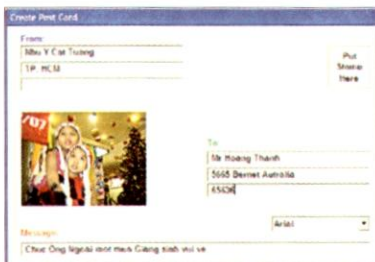 Create Post Card
From:
Nhu Y Cat Tuong
TP. HCM
Put
Stamp
Here
/07
To
Mr Hoang Thanh
5665 Bernet Autralia
65436
Arial
Message:
Chuc Ong Ngoai mot mua Giang sinh vui ve